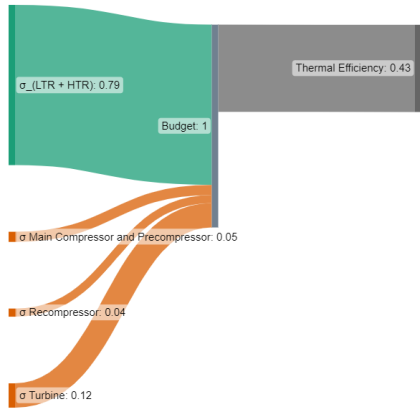 σ_(LTR + HTR): 0.79
Thermal Efficiency: 0.43
Budget: 1
σ Main Compressor and Precompressor: 0.05
σ Recompressor: 0.04
σ Turbine: 0.12